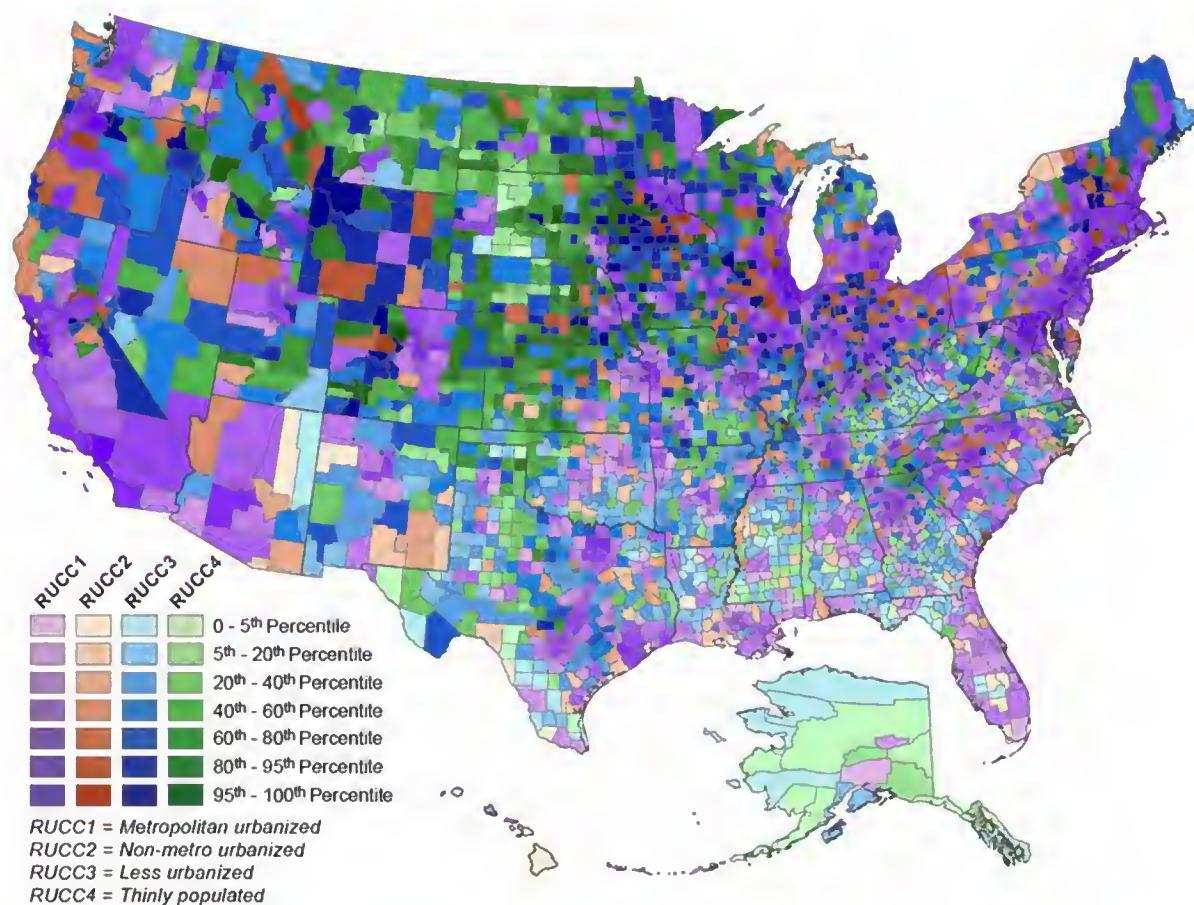 RUCC1 RUCC2 RUCC3 RUCC4
0 - 5th Percentile
5th - 20th Percentile
20th - 40th Percentile
40th - 60th Percentile
60th - 80th Percentile
80th - 95th Percentile
95th - 100th Percentile
RUCC1 = Metropolitan urbanized
RUCC2 = Non-metro urbanized
RUCC3 = Less urbanized
RUCC4 = Thinly populated